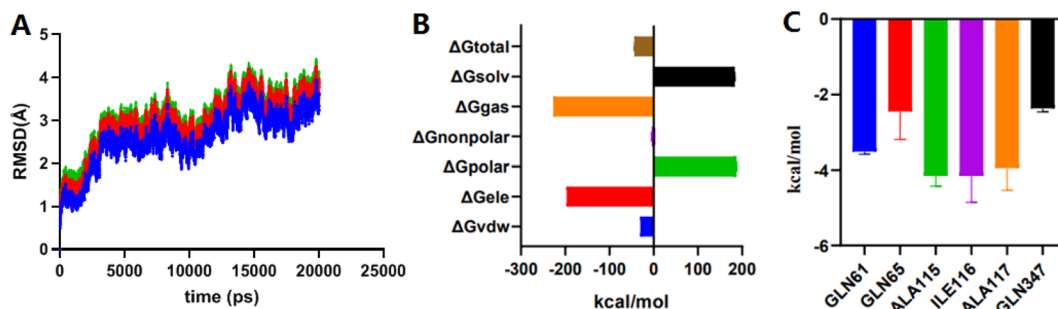 A
RMSD(Å)
5
4
3
2
1
0
0
5000
10000
15000
20000
25000
time (ps)
B
ΔGtotal
ΔGsolv
ΔGgas
ΔGnonpolar
ΔGpolar
ΔGele
ΔGvdw
-300
-200
-100
0
100
200
kcal/mol
C
kcal/mol
0
-2
-4
-6
GLN61
GLN65
ALA115
ILE116
ALA117
GLN347